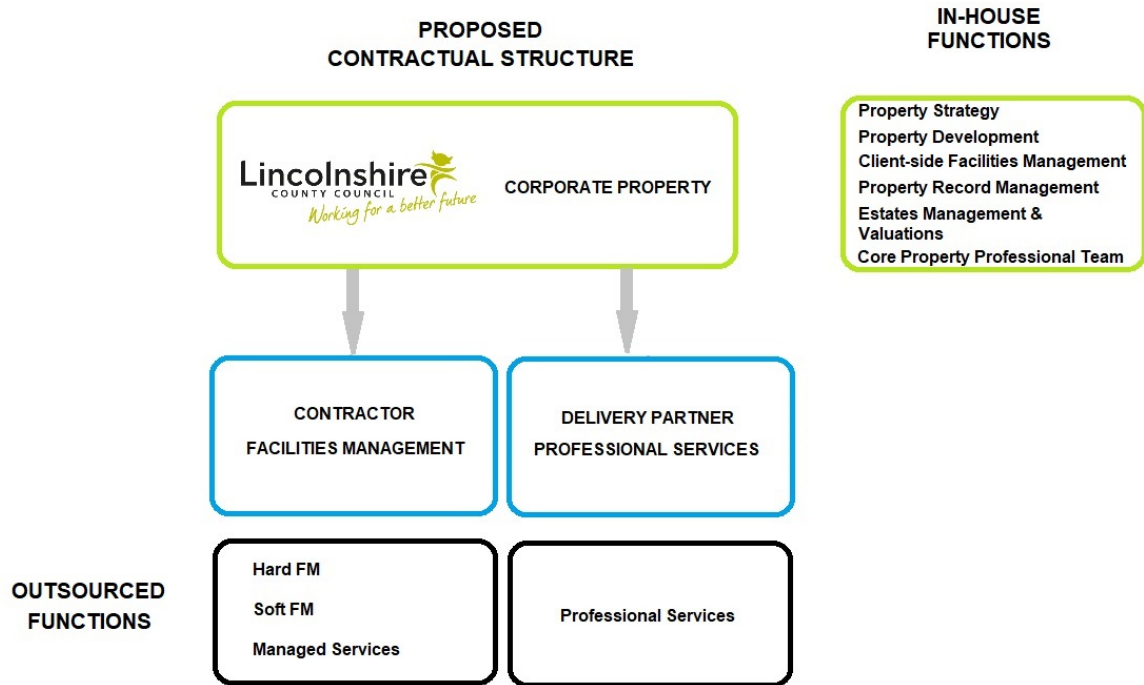 PROPOSED
CONTRACTUAL STRUCTURE
IN-HOUSE
FUNCTIONS
Lincolnshire
COUNTY COUNCIL
Working for a better future
CORPORATE PROPERTY
Property Strategy
Property Development
Client-side Facilities Management
Property Record Management
Estates Management &
Valuations
Core Property Professional Team
CONTRACTOR
FACILITIES MANAGEMENT
DELIVERY PARTNER
PROFESSIONAL SERVICES
OUTSOURCED
FUNCTIONS
Hard FM
Soft FM
Managed Services
Professional Services